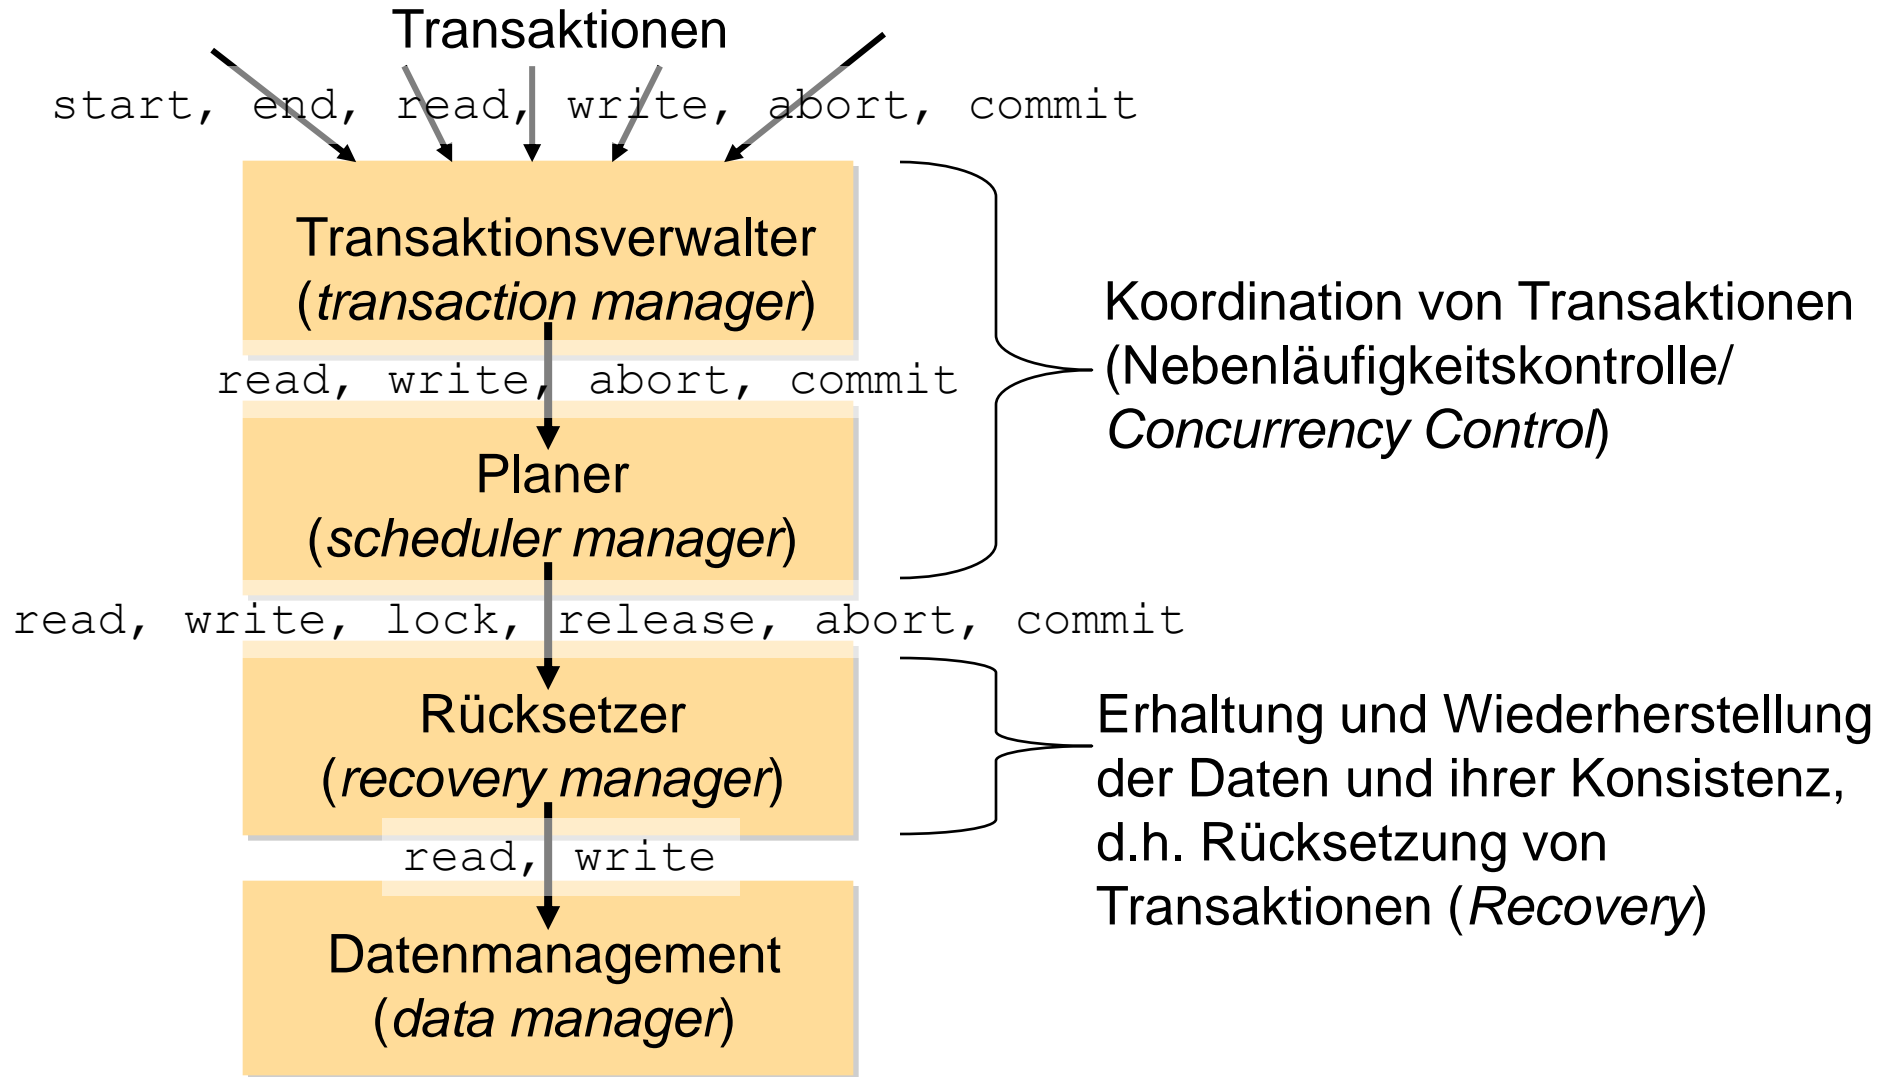 Transaktionen
start, end, read, write, abort, commit
Transaktionsverwalter
(transaction manager)
read, write, abort, commit
Planer
(scheduler manager)
Koordination von Transaktionen
(Nebenläufigkeitskontrolle/
Concurrency Control)
read, write, lock, release, abort, commit
Rücksetzer
(recovery manager)
Erhaltung und Wiederherstellung
der Daten und ihrer Konsistenz,
d.h. Rücksetzung von
Transaktionen (Recovery)
read, write
Datenmanagement
(data manager)